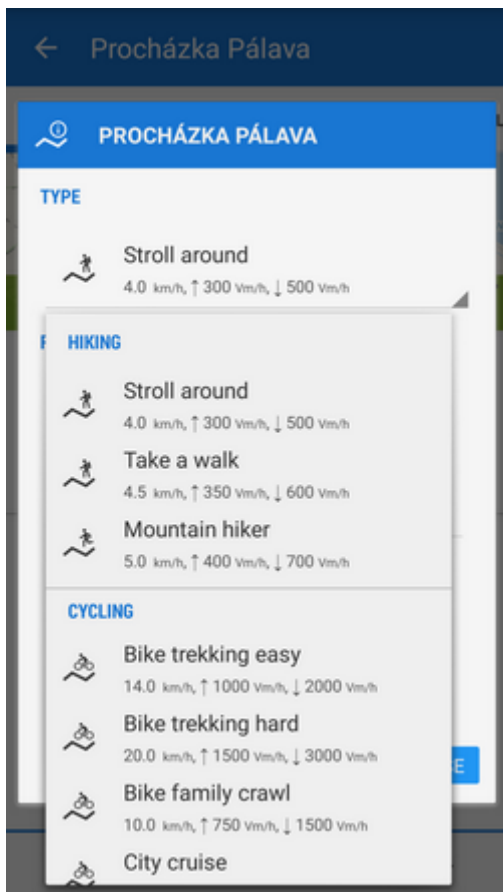 Procházka Pálava
PROCHÁZKA PÁLAVA
TYPE
Stroll around
4.0 km/h, ↑ 300 Vm/h, ↓ 500 Vm/h
HIKING
Stroll around
4.0 km/h, ↑ 300 Vm/h, ↓ 500 Vm/h
Take a walk
4.5 km/h, ↑ 350 Vm/h, ↓ 600 Vm/h
Mountain hiker
5.0 km/h, ↑ 400 Vm/h, ↓ 700 Vm/h
CYCLING
Bike trekking easy
14.0 km/h, ↑ 1000 Vm/h, ↓ 2000 Vm/h
Bike trekking hard
20.0 km/h, ↑ 1500 Vm/h, ↓ 3000 Vm/h
Bike family crawl
10.0 km/h, ↑ 750 Vm/h, ↓ 1500 Vm/h
City cruise